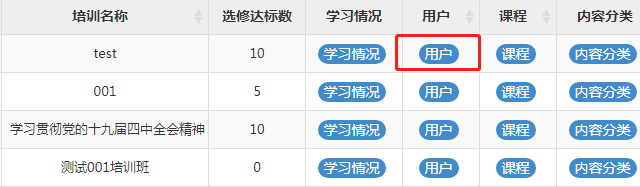 培训名称 选修达标数 学习情况 用户 课程 内容分类
test 10 学习情况 用户 课程 内容分类
001 5 学习情况 用户 课程 内容分类
学习贯彻党的十九届四中全会精神 10 学习情况 用户 课程 内容分类
测试001培训班 0 学习情况 用户 课程 内容分类